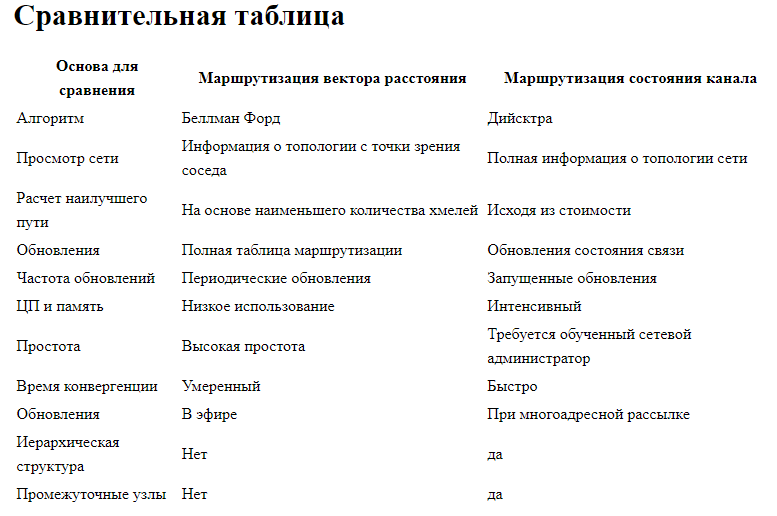 Сравнительная таблица
Основа для
сравнения
Маршрутизация вектора расстояния
Маршрутизация состояния канала
Алгоритм
Беллман Форд
Дийсктра
Просмотр сети
Информация о топологии с точки зрения
соседа
Полная информация о топологии сети
Расчет наилучшего
пути
На основе наименьшего количества хмелей
Исходя из стоимости
Обновления
Полная таблица маршрутизации
Обновления состояния связи
Частота обновлений
Периодические обновления
Запущенные обновления
ЦП и память
Низкое использование
Интенсивный
Простота
Высокая простота
Требуется обученный сетевой
администратор
Время конвергенции
Умеренный
Быстро
Обновления
В эфире
При многоадресной рассылке
Иерархическая
структура
Нет
да
Промежуточные узлы
Нет
да